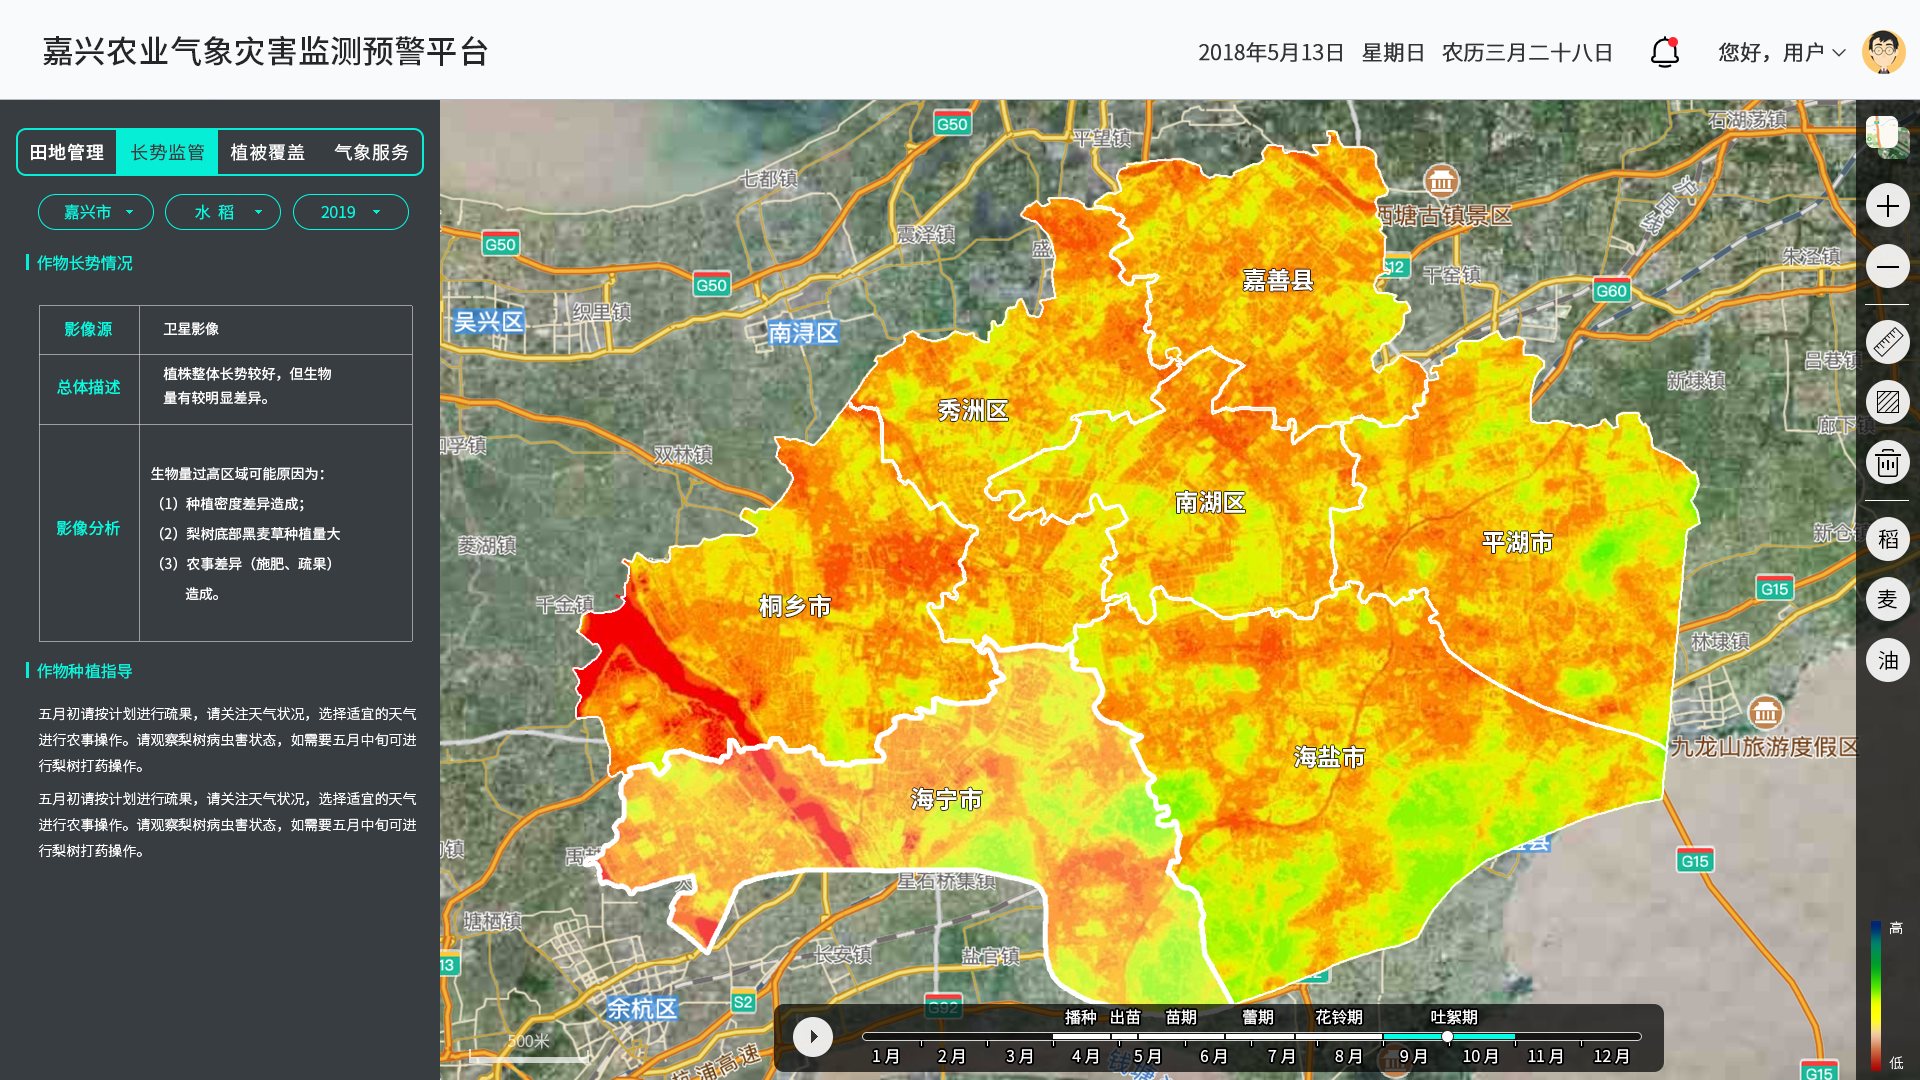 嘉兴农业气象灾害监测预警平台
2018年5月13日 星期日 农历三月二十八日
您好，用户
田地管理 长势监管 植被覆盖 气象服务
嘉兴市 水 稻 2019
作物长势情况
影像源 卫星影像
总体描述
植株整体长势较好，但生物
量有较明显差异。
影像分析
生物量过高区域可能原因为：
（1）种植密度差异造成；
（2）梨树底部黑麦草种植量大
（3）农事差异（施肥、疏果）
造成。
作物种植指导
五月初请按计划进行疏果，请关注天气状况，选择适宜的天气
进行农事操作。请观察梨树病虫害状态，如需要五月中旬可进
行梨树打药操作。
五月初请按计划进行疏果，请关注天气状况，选择适宜的天气
进行农事操作。请观察梨树病虫害状态，如需要五月中旬可进
行梨树打药操作。
G50
平望镇
石湖荡镇
七都镇
西塘古镇景区
震泽镇
盛
G50
朱泾镇
S12
干窑镇
嘉善县
G50
G60
织里镇
吴兴区
南浔区
吕巷镇
新埭镇
秀洲区
廊下镇
双林镇
南湖区
新仓镇
平湖市
菱湖镇
G15
千金镇
桐乡市
林埭镇
九龙山旅游度假区
海盐市
海宁市
G15
塘栖镇
长安镇
盐官镇
13
S2
G92
余杭区
500米
杭浦高速
G15
播种 出苗 苗期 蕾期 花铃期 吐絮期
1 月 2 月 3 月 4 月 5 月 6 月 7 月 8 月 9 月 10 月 11 月 12 月
稻
麦
油
高
低